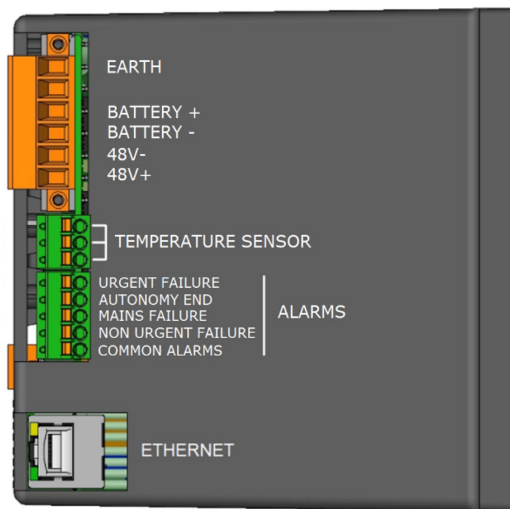 EARTH
BATTERY +
BATTERY -
48V-
48V+
TEMPERATURE SENSOR
URGENT FAILURE
AUTONOMY END
MAINS FAILURE
NON URGENT FAILURE
COMMON ALARMS
ALARMS
ETHERNET